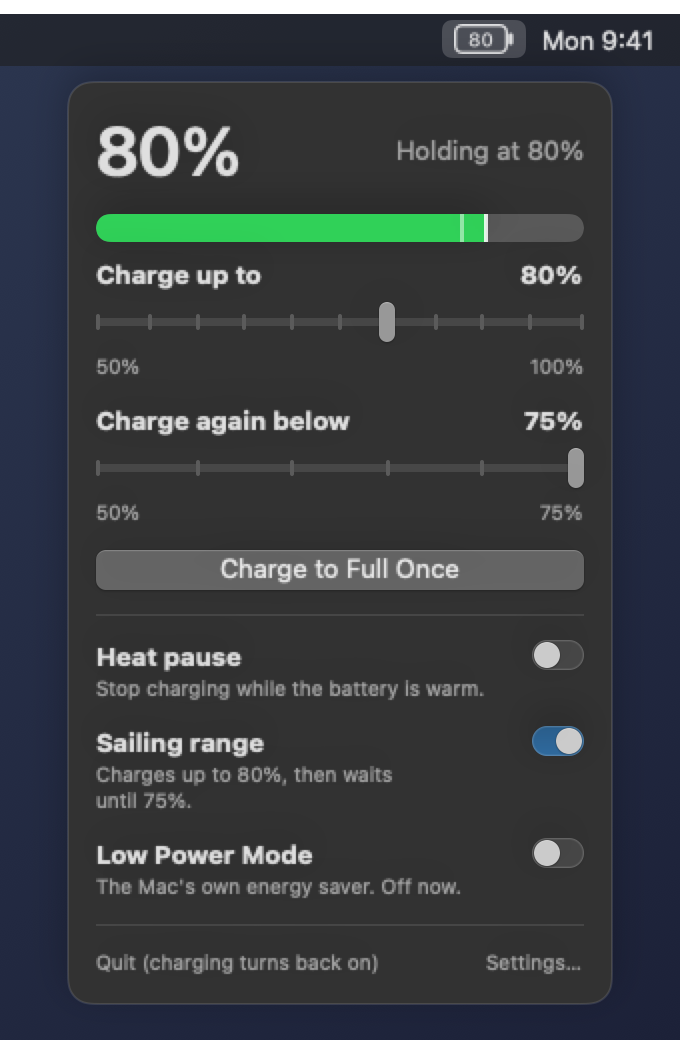 80 Mon 9:41
80% Holding at 80%
Charge up to 80%
50% 100%
Charge again below 75%
50% 75%
Charge to Full Once
Heat pause
Stop charging while the battery is warm.
Sailing range
Charges up to 80%, then waits
until 75%.
Low Power Mode
The Mac's own energy saver. Off now.
Quit (charging turns back on) Settings...